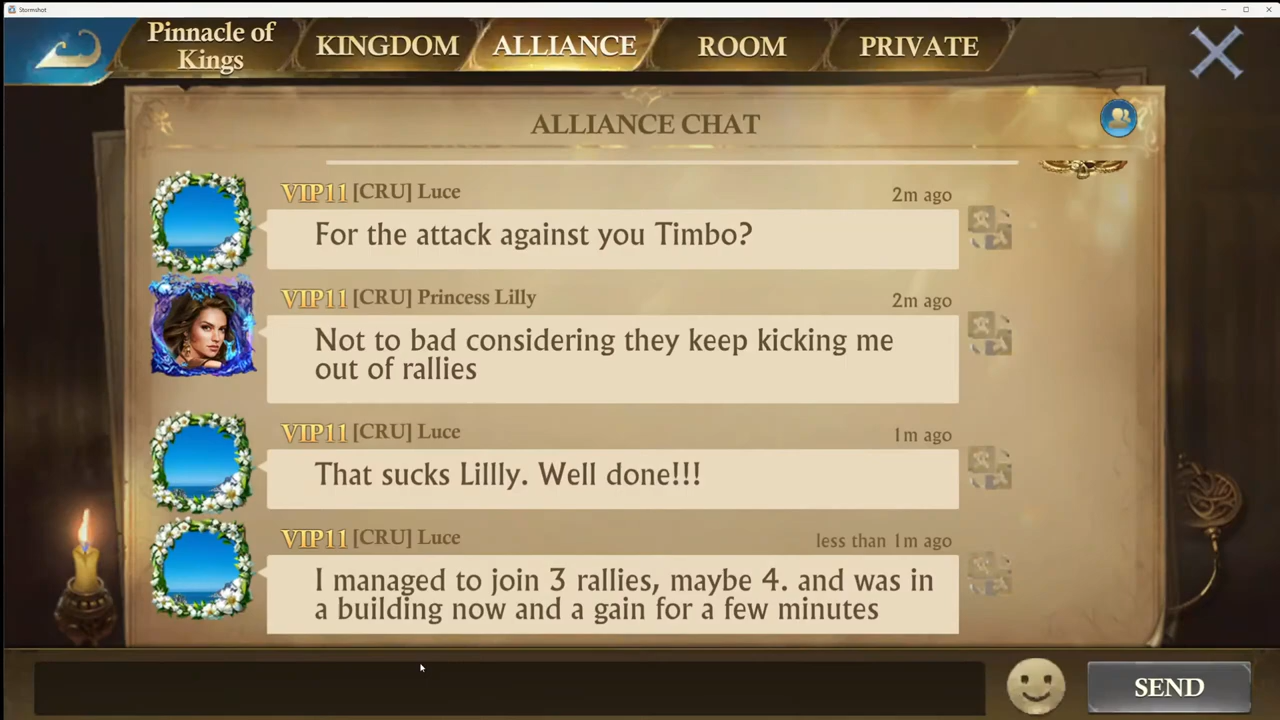 Stormshot
Pinnacle of
Kings
KINGDOM
ALLIANCE
ROOM
PRIVATE
ALLIANCE CHAT
VIP11 [CRU] Luce
2m ago
For the attack against you Timbo?
VIP11 [CRU] Princess Lilly
2m ago
Not to bad considering they keep kicking me
out of rallies
VIP11 [CRU] Luce
1m ago
That sucks Lillly. Well done!!!
VIP11 [CRU] Luce
less than 1m ago
I managed to join 3 rallies, maybe 4. and was in
a building now and a gain for a few minutes
SEND